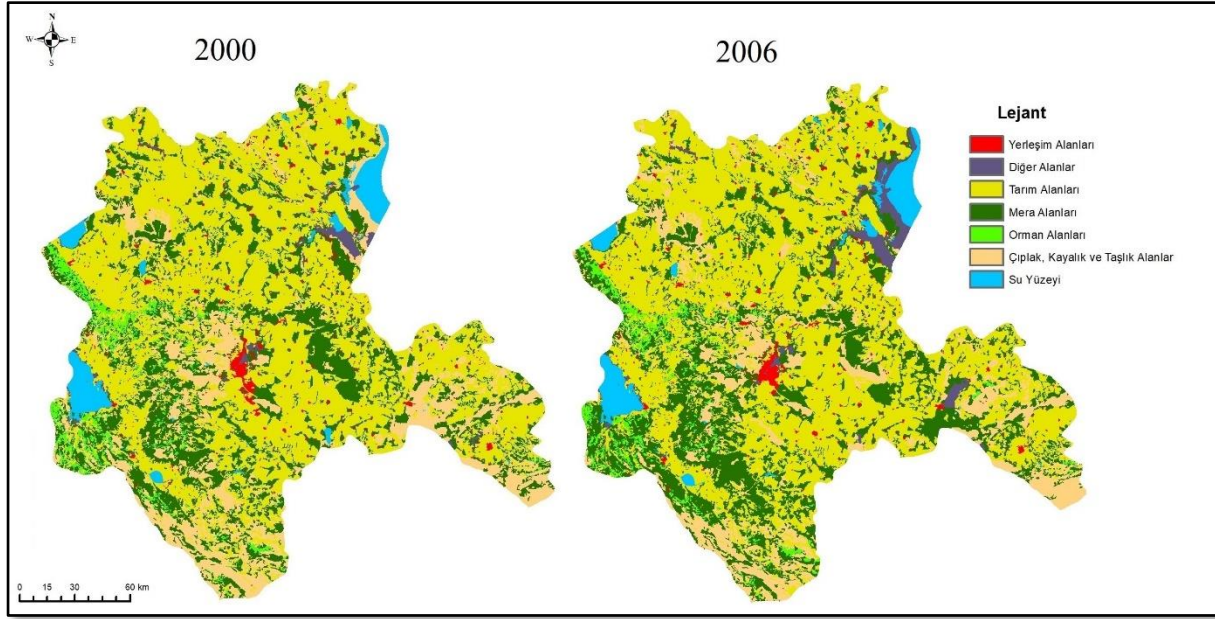 N
W E
S
2000
2006
Lejant
Yerleşim Alanları
Diğer Alanlar
Tarım Alanları
Mera Alanları
Orman Alanları
Çıplak, Kayalık ve Taşlık Alanlar
Su Yüzeyi
0 15 30 60 km